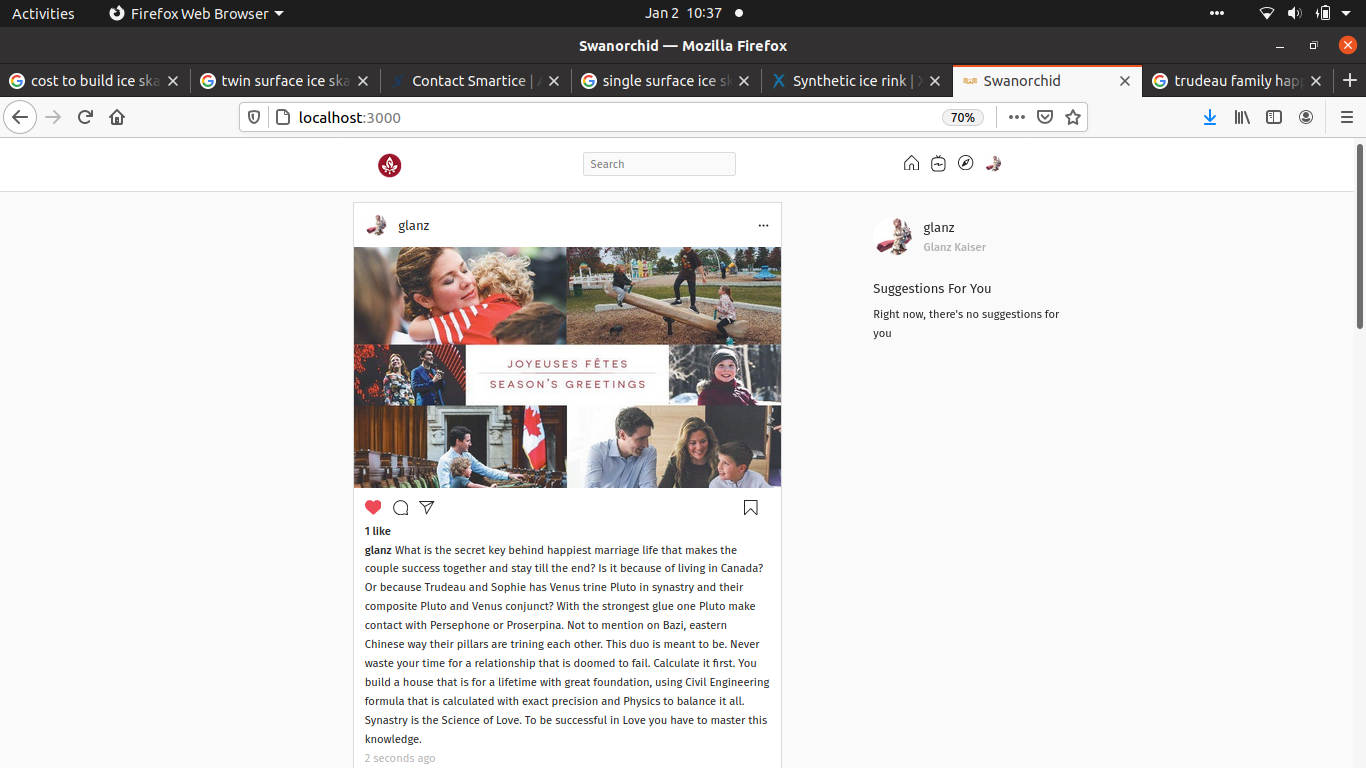 Activities
Firefox Web Browser
Jan 2 10:37
Swanorchid — Mozilla Firefox
cost to build ice ska
twin surface ice ska
Contact Smartice | A
single surface ice sk
Synthetic ice rink | X
Swanorchid
trudeau family happ
localhost:3000
70%
Search
glanz
JOYEUSES FÊTES
SEASON'S GREETINGS
1 like
glanz What is the secret key behind happiest marriage life that makes the
couple success together and stay till the end? Is it because of living in Canada?
Or because Trudeau and Sophie has Venus trine Pluto in synastry and their
composite Pluto and Venus conjunct? With the strongest glue one Pluto make
contact with Persephone or Proserpina. Not to mention on Bazi, eastern
Chinese way their pillars are trining each other. This duo is meant to be. Never
waste your time for a relationship that is doomed to fail. Calculate it first. You
build a house that is for a lifetime with great foundation, using Civil Engineering
formula that is calculated with exact precision and Physics to balance it all.
Synastry is the Science of Love. To be successful in Love you have to master this
knowledge.
2 seconds ago
glanz
Glanz Kaiser
Suggestions For You
Right now, there's no suggestions for
you